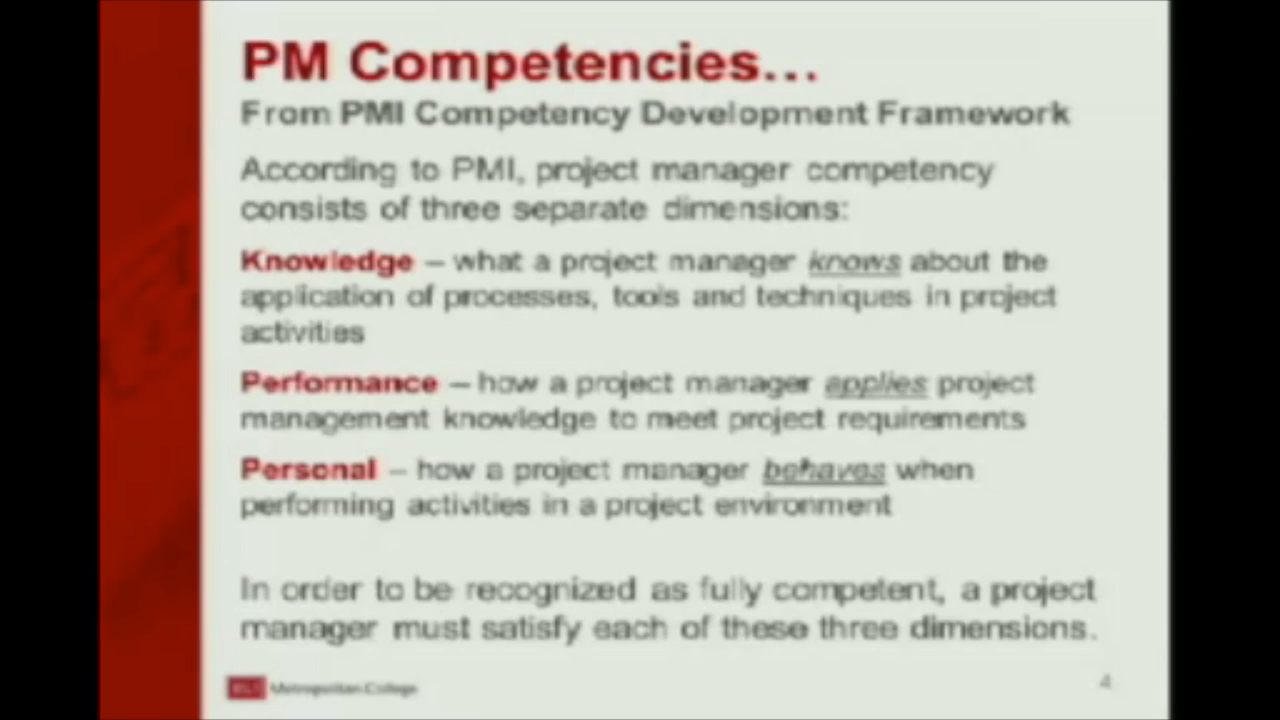 PM Competencies...
From PMI Competency Development Framework
According to PMI, project manager competency
consists of three separate dimensions:
Knowledge – what a project manager knows about the
application of processes, tools and techniques in project
activities
Performance – how a project manager applies project
management knowledge to meet project requirements
Personal – how a project manager behaves when
performing activities in a project environment
In order to be recognized as fully competent, a project
manager must satisfy each of these three dimensions.
Metropolitan College
4